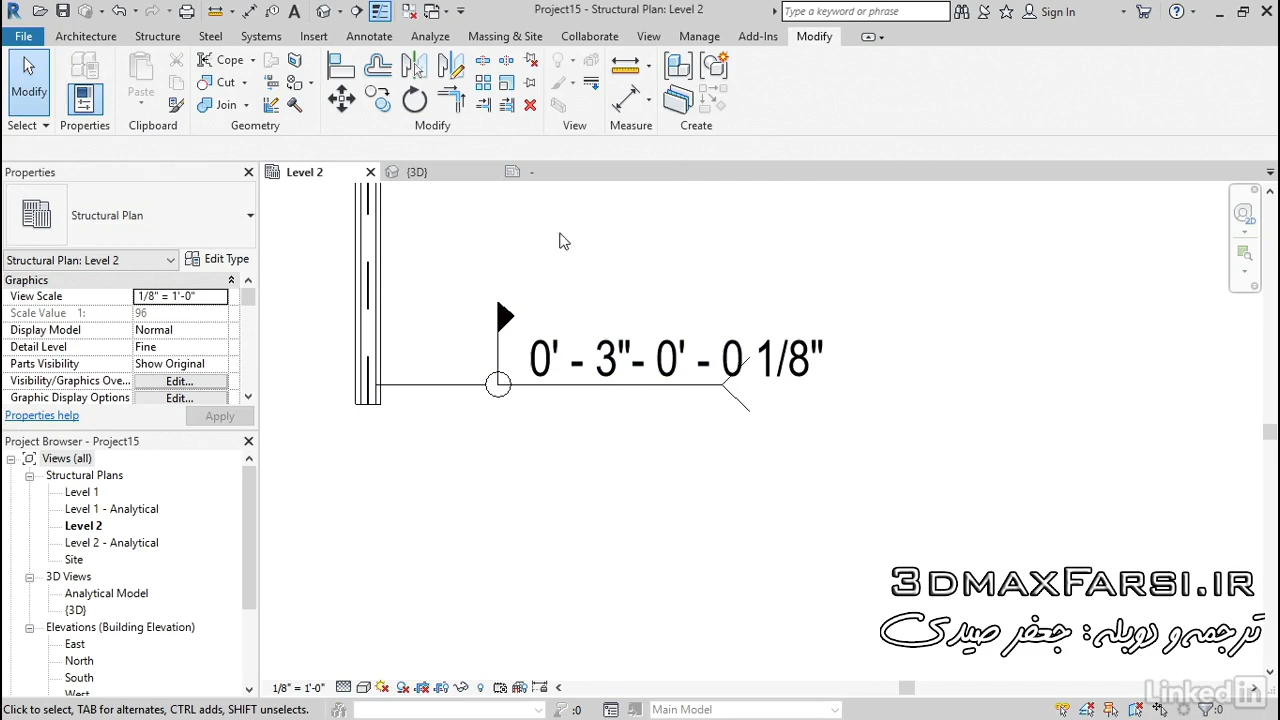 Project15 - Structural Plan: Level 2
Type a keyword or phrase
Sign In
File Architecture Structure Steel Systems Insert Annotate Analyze Massing & Site Collaborate View Manage Add-Ins Modify
Modify
Paste
Cope
Cut
Join
Select Properties Clipboard Geometry Modify View Measure Create
Properties
Level 2
{3D}
-
Structural Plan
Structural Plan: Level 2
Edit Type
Graphics
View Scale 1/8" = 1'-0"
Scale Value 1: 96
Display Model Normal
Detail Level Fine
Parts Visibility Show Original
Visibility/Graphics Ove... Edit...
Graphic Display Options Edit...
Properties help
Apply
Project Browser - Project15
Views (all)
Structural Plans
Level 1
Level 1 - Analytical
Level 2
Level 2 - Analytical
Site
3D Views
Analytical Model
{3D}
Elevations (Building Elevation)
East
North
South
West
0' - 3"- 0' - 0 1/8"
2D
3DMAXFARSI.IR
ترجمه و دوبله: جعفر صیدی
LinkedIn
1/8" = 1'-0"
Click to select, TAB for alternates, CTRL adds, SHIFT unselects.
:0
Main Model
:0